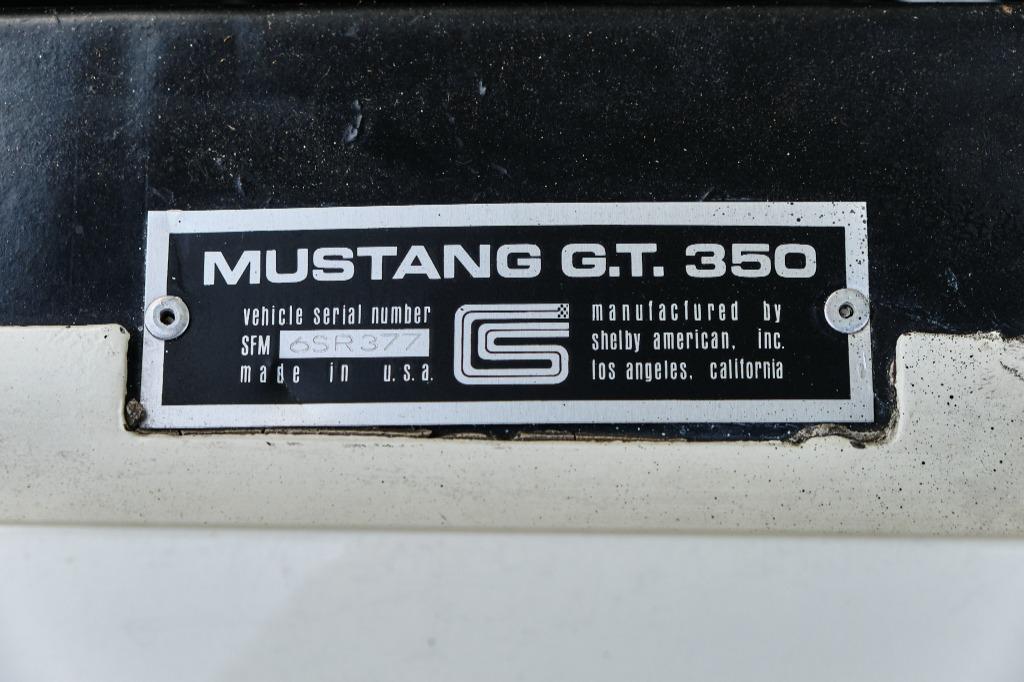 MUSTANG G.T. 350
vehicle serial number
SFM 6SR377
made in u.s.a.
manufactured by
shelby american, inc.
los angeles, california